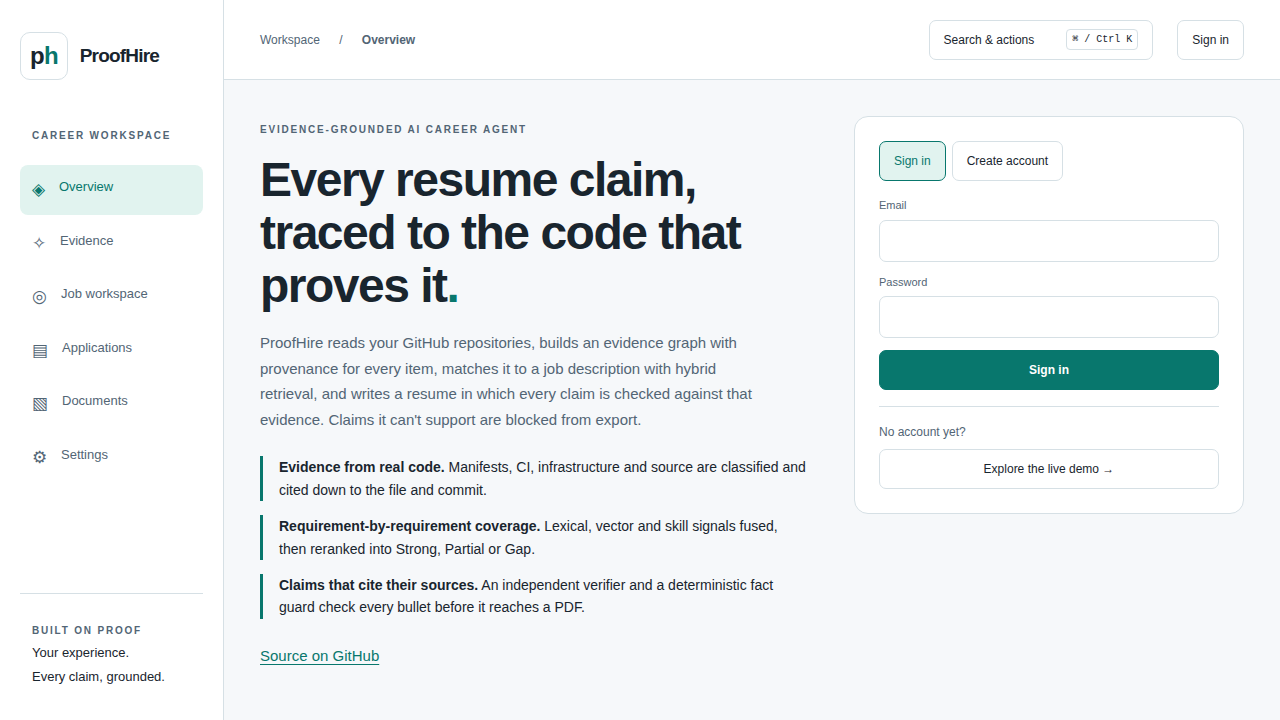 ph ProofHire
CAREER WORKSPACE
Overview
Evidence
Job workspace
Applications
Documents
Settings
BUILT ON PROOF
Your experience.
Every claim, grounded.
Workspace / Overview
Search & actions ⌘ / Ctrl K
Sign in
EVIDENCE-GROUNDED AI CAREER AGENT
Every resume claim,
traced to the code that
proves it.
ProofHire reads your GitHub repositories, builds an evidence graph with
provenance for every item, matches it to a job description with hybrid
retrieval, and writes a resume in which every claim is checked against that
evidence. Claims it can't support are blocked from export.
Evidence from real code. Manifests, CI, infrastructure and source are classified and
cited down to the file and commit.
Requirement-by-requirement coverage. Lexical, vector and skill signals fused,
then reranked into Strong, Partial or Gap.
Claims that cite their sources. An independent verifier and a deterministic fact
guard check every bullet before it reaches a PDF.
Source on GitHub
Sign in Create account
Email
Password
Sign in
No account yet?
Explore the live demo →